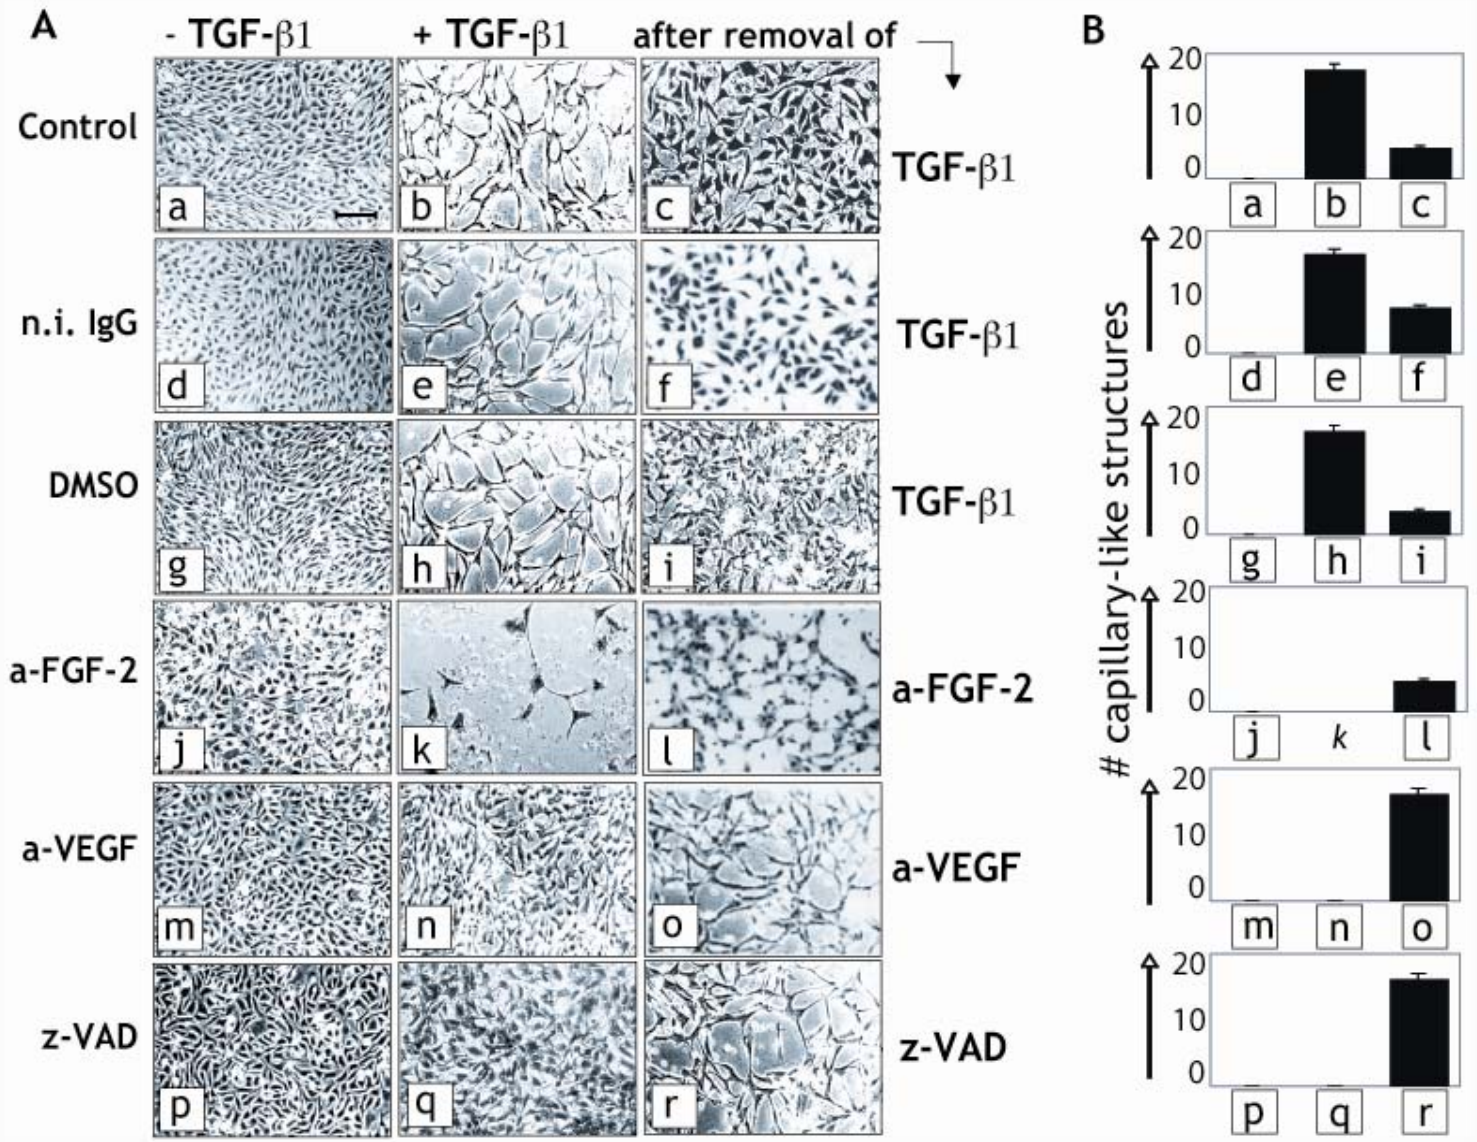 A
B
- TGF-β1
+ TGF-β1
after removal of
Control
a
b
c
TGF-β1
n.i. IgG
d
e
f
TGF-β1
DMSO
g
h
i
TGF-β1
a-FGF-2
j
k
l
a-FGF-2
a-VEGF
m
n
o
a-VEGF
z-VAD
p
q
r
z-VAD
# capillary-like structures
20
10
0
a
b
c
20
10
0
d
e
f
20
10
0
g
h
i
20
10
0
j
k
l
20
10
0
m
n
o
20
10
0
p
q
r